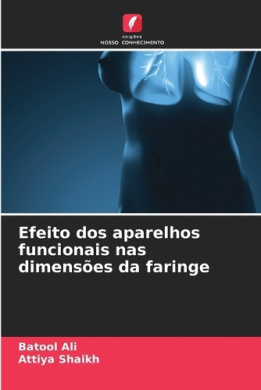 edições
NOSSO CONHECIMENTO
Efeito dos aparelhos
funcionais nas
dimensões da faringe
Batool Ali
Attiya Shaikh